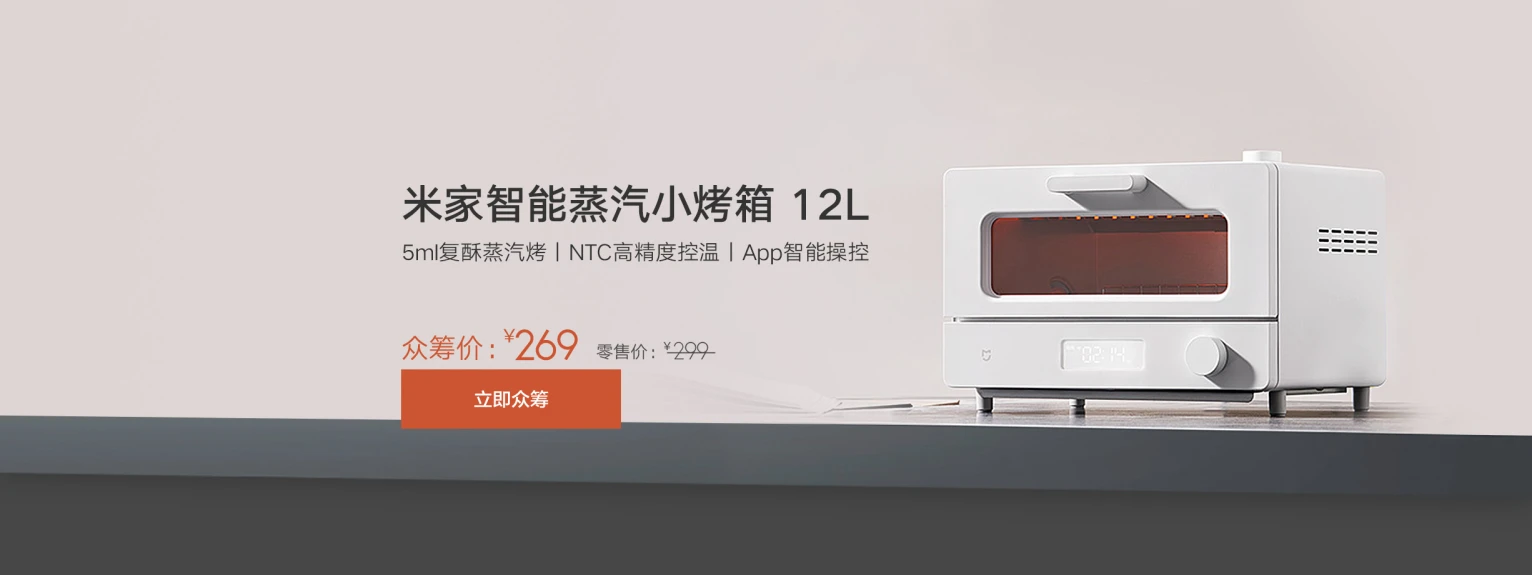 米家智能蒸汽小烤箱 12L
5ml复酥蒸汽烤丨NTC高精度控温丨App智能操控
众筹价：¥269 零售价：¥299
立即众筹
02:14